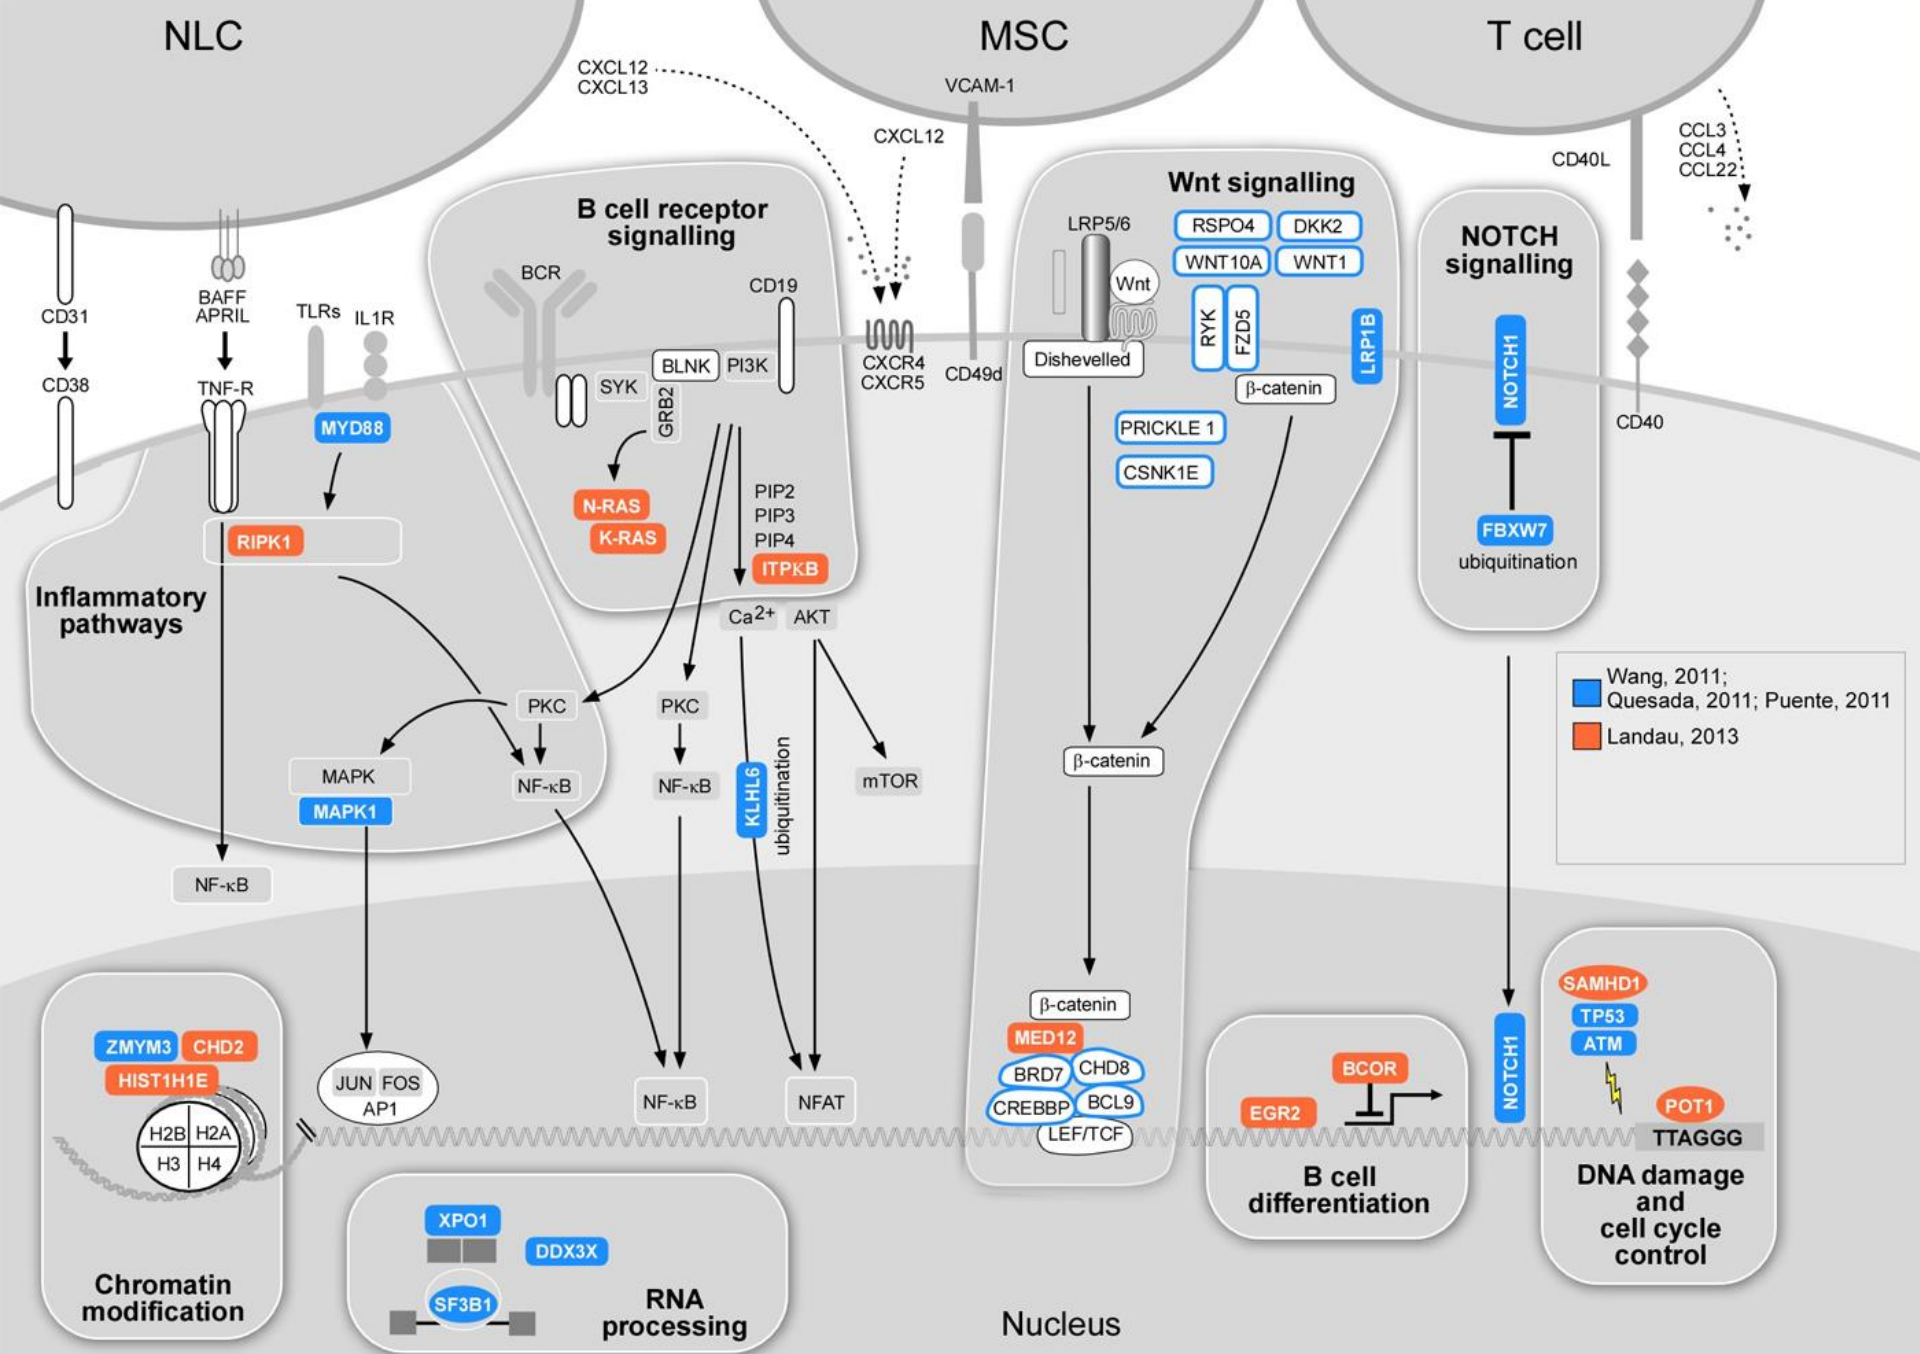 NLC
MSC
T cell
CXCL12
CXCL13
VCAM-1
CXCL12
CD40L
CCL3
CCL4
CCL22
CD31
CD38
BAFF
APRIL
TNF-R
TLRs
IL1R
MYD88
RIPK1
Inflammatory
pathways
B cell receptor
signalling
BCR
CD19
SYK
BLNK
PI3K
GRB2
N-RAS
K-RAS
PIP2
PIP3
PIP4
ITPKB
Ca2+
AKT
CXCR4
CXCR5
CD49d
Wnt signalling
LRP5/6
Wnt
Dishevelled
RSPO4
DKK2
WNT10A
WNT1
RYK
FZD5
LRP1B
β-catenin
PRICKLE 1
CSNK1E
NOTCH
signalling
NOTCH1
FBXW7
ubiquitination
CD40
Wang, 2011;
Quesada, 2011; Puente, 2011
Landau, 2013
PKC
PKC
MAPK
MAPK1
NF-κB
NF-κB
KLHL6
ubiquitination
mTOR
β-catenin
NF-κB
ZMYM3
CHD2
HIST1H1E
H2B
H2A
H3
H4
Chromatin
modification
JUN
FOS
AP1
NF-κB
NFAT
β-catenin
MED12
BRD7
CHD8
CREBBP
BCL9
LEF/TCF
EGR2
BCOR
B cell
differentiation
NOTCH1
SAMHD1
TP53
ATM
POT1
TTAGGG
DNA damage
and
cell cycle
control
XPO1
DDX3X
SF3B1
RNA
processing
Nucleus